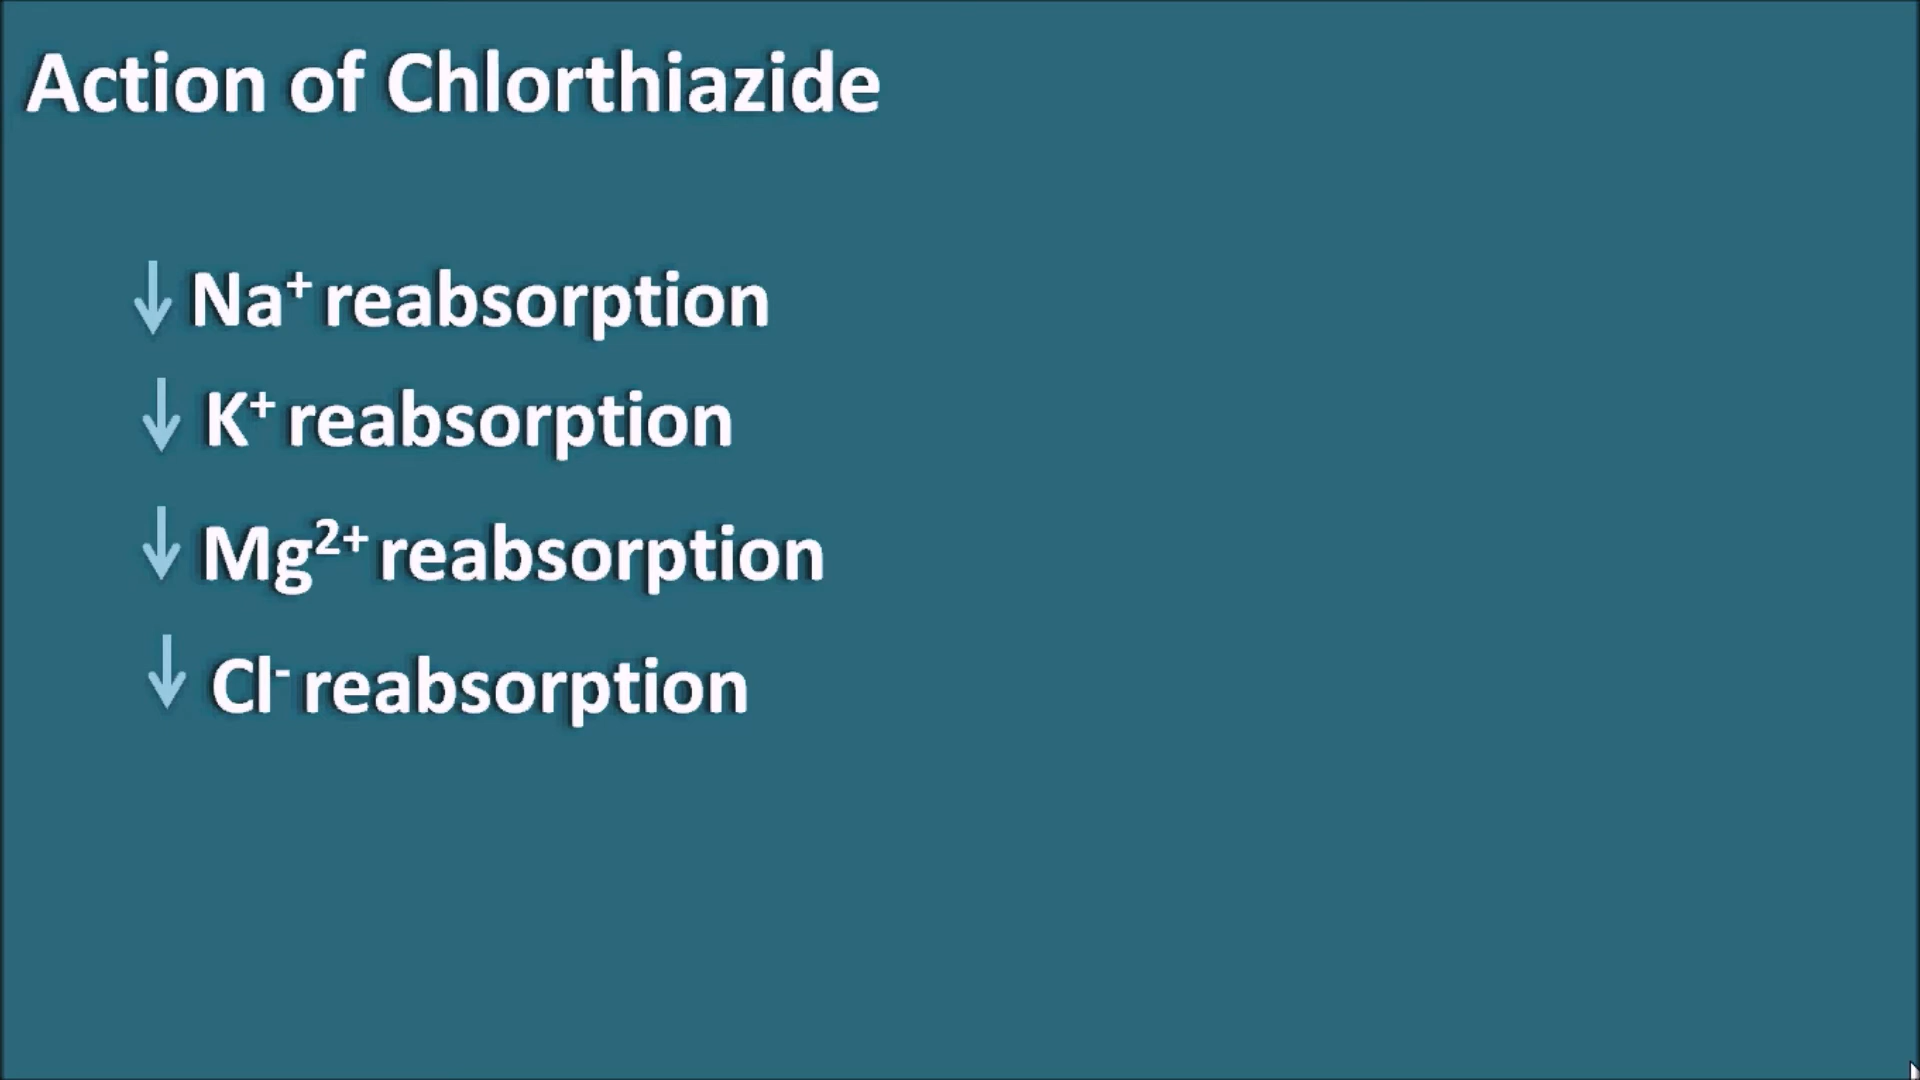 Action of Chlorthiazide
↓ Na⁺ reabsorption
↓ K⁺ reabsorption
↓ Mg²⁺ reabsorption
↓ Cl⁻ reabsorption